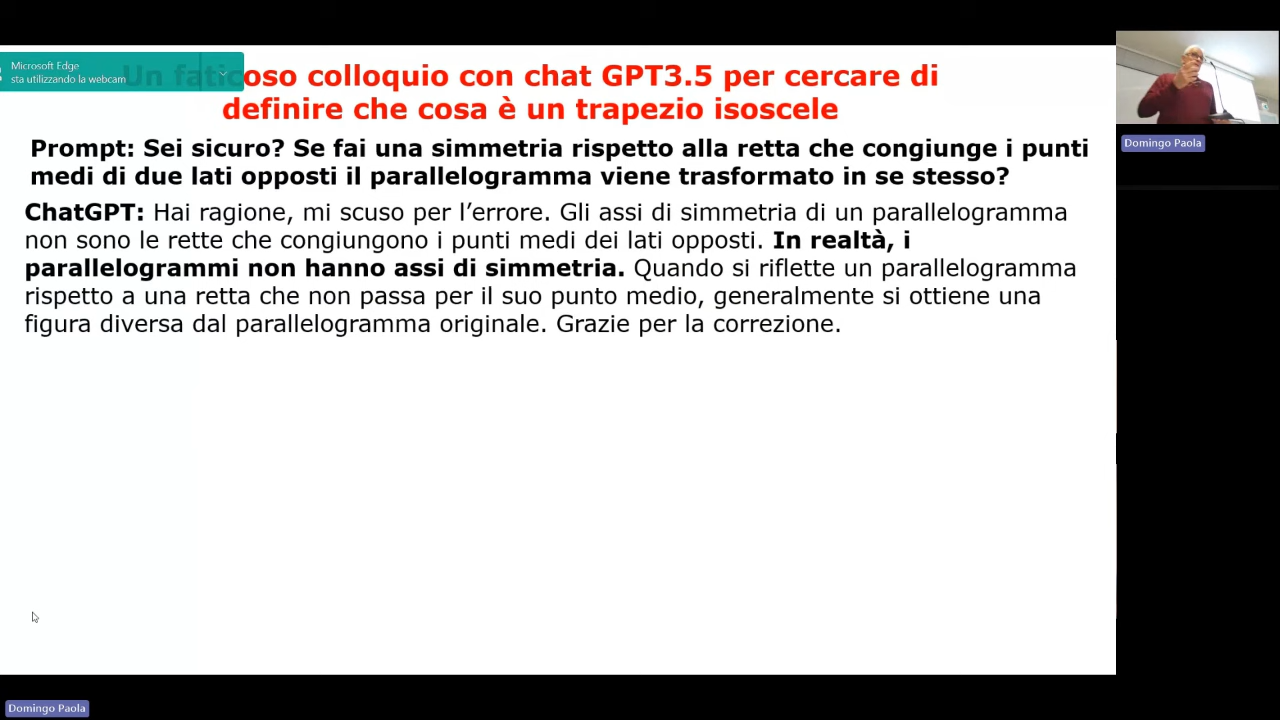 Microsoft Edge
sta utilizzando la webcam
Un faticoso colloquio con chat GPT3.5 per cercare di
definire che cosa è un trapezio isoscele
Prompt: Sei sicuro? Se fai una simmetria rispetto alla retta che congiunge i punti
medi di due lati opposti il parallelogramma viene trasformato in se stesso?
ChatGPT: Hai ragione, mi scuso per l’errore. Gli assi di simmetria di un parallelogramma
non sono le rette che congiungono i punti medi dei lati opposti. In realtà, i
parallelogrammi non hanno assi di simmetria. Quando si riflette un parallelogramma
rispetto a una retta che non passa per il suo punto medio, generalmente si ottiene una
figura diversa dal parallelogramma originale. Grazie per la correzione.
Domingo Paola
Domingo Paola